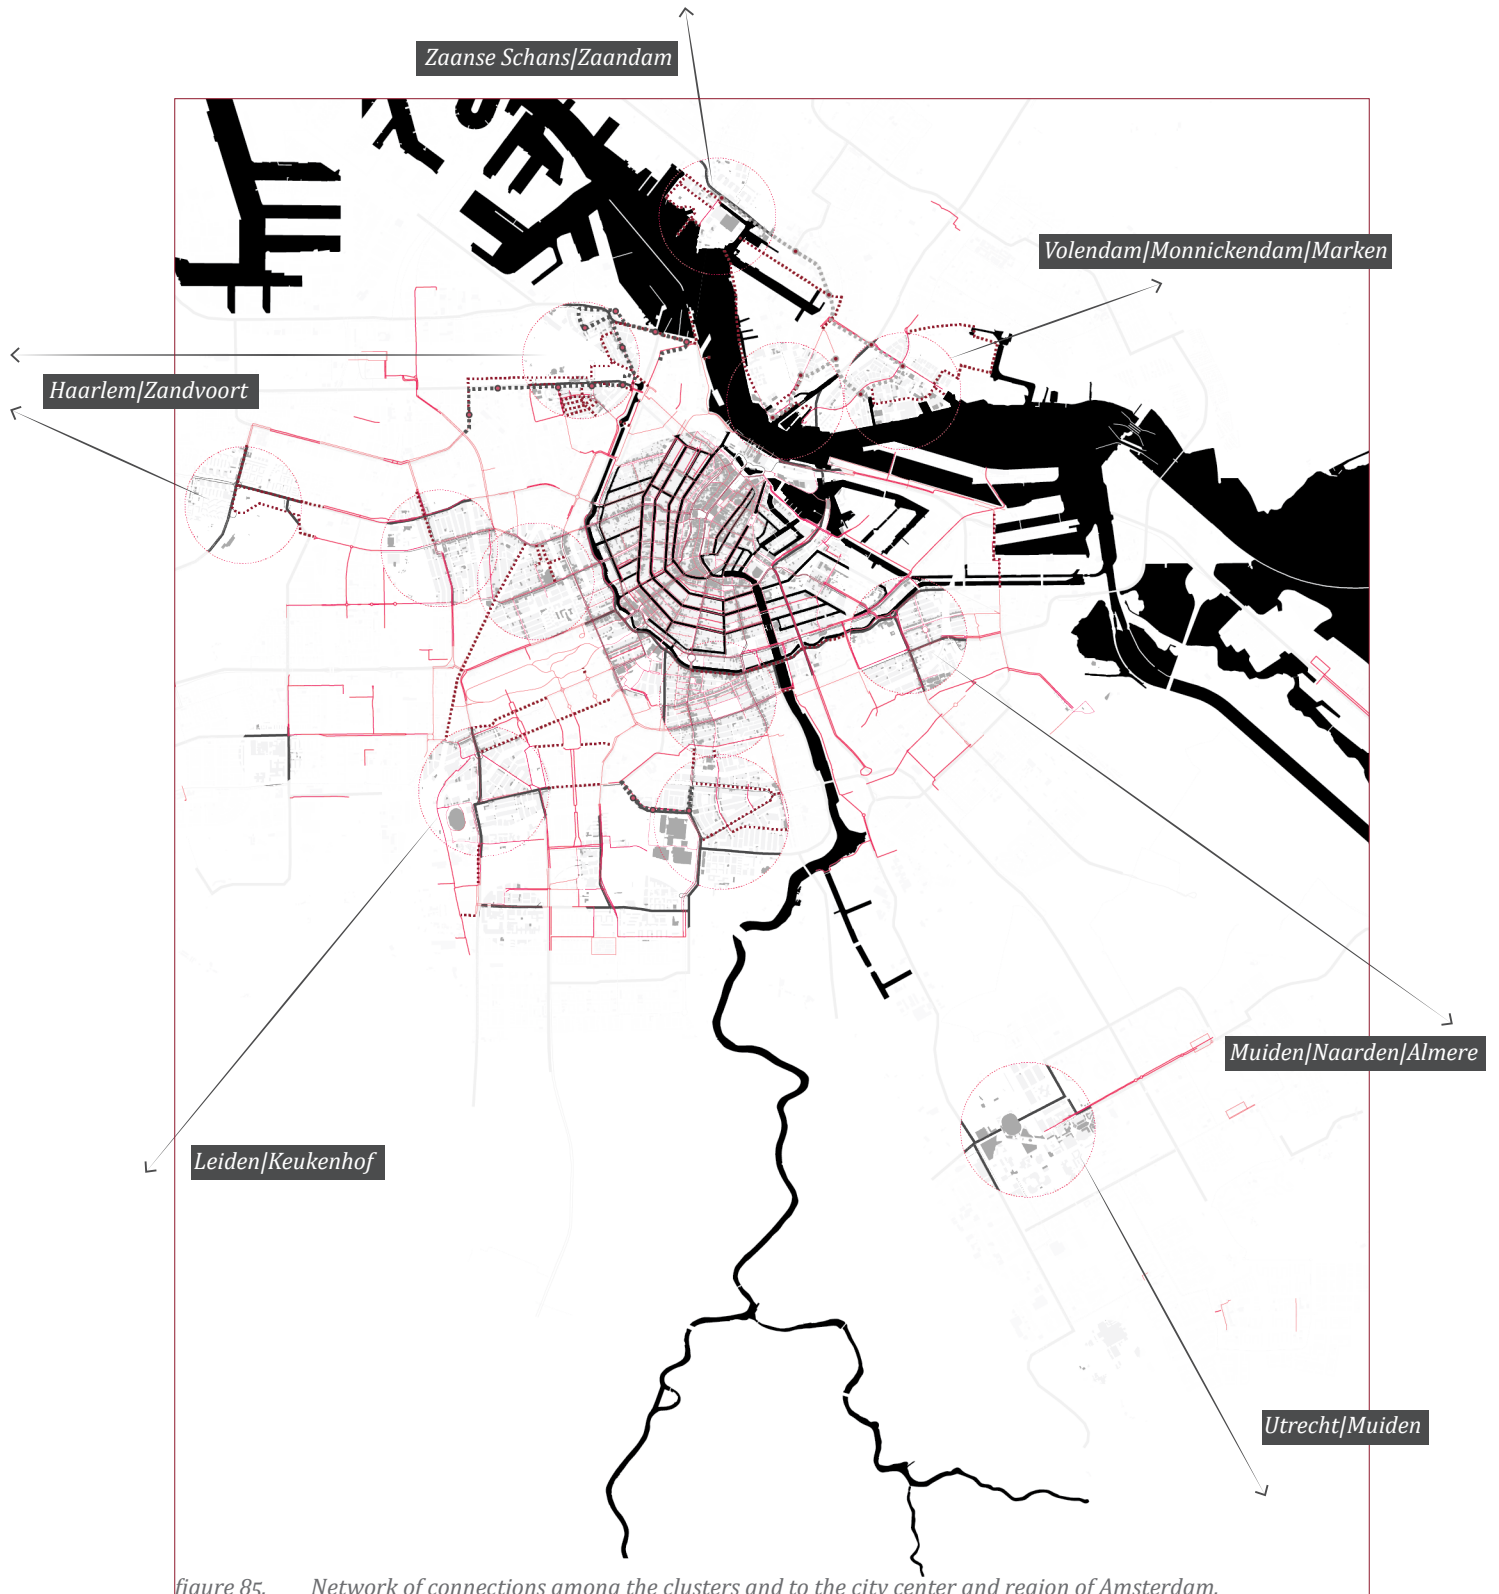 Zaanse Schans|Zaandam
Volendam|Monnickendam|Marken
Haarlem|Zandvoort
Muiden|Naarden|Almere
Leiden|Keukenhof
Utrecht|Muiden
figure 85. Network of connections among the clusters and to the city center and region of Amsterdam.